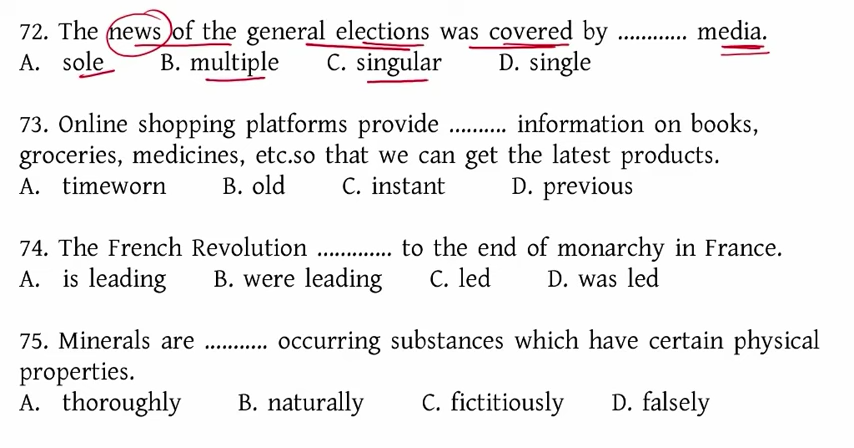 72. The news of the general elections was covered by ............ media.
A. sole B. multiple C. singular D. single
73. Online shopping platforms provide .......... information on books,
groceries, medicines, etc.so that we can get the latest products.
A. timeworn B. old C. instant D. previous
74. The French Revolution ............. to the end of monarchy in France.
A. is leading B. were leading C. led D. was led
75. Minerals are ........... occurring substances which have certain physical
properties.
A. thoroughly B. naturally C. fictitiously D. falsely